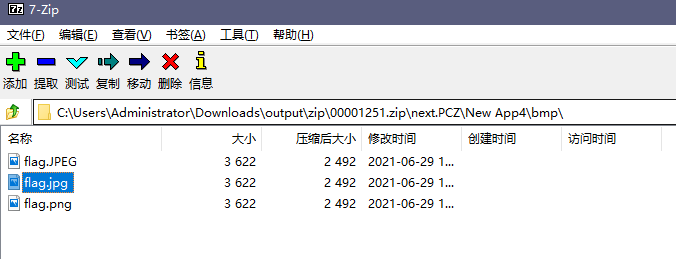 7z 7-Zip
文件(F) 编辑(E) 查看(V) 书签(A) 工具(T) 帮助(H)
添加 提取 测试 复制 移动 删除 信息
C:\Users\Administrator\Downloads\output\zip\00001251.zip\next.PCZ\New App4\bmp\
名称 大小 压缩后大小 修改时间 创建时间 访问时间
flag.JPEG 3 622 2 492 2021-06-29 1...
flag.jpg 3 622 2 492 2021-06-29 1...
flag.png 3 622 2 492 2021-06-29 1...